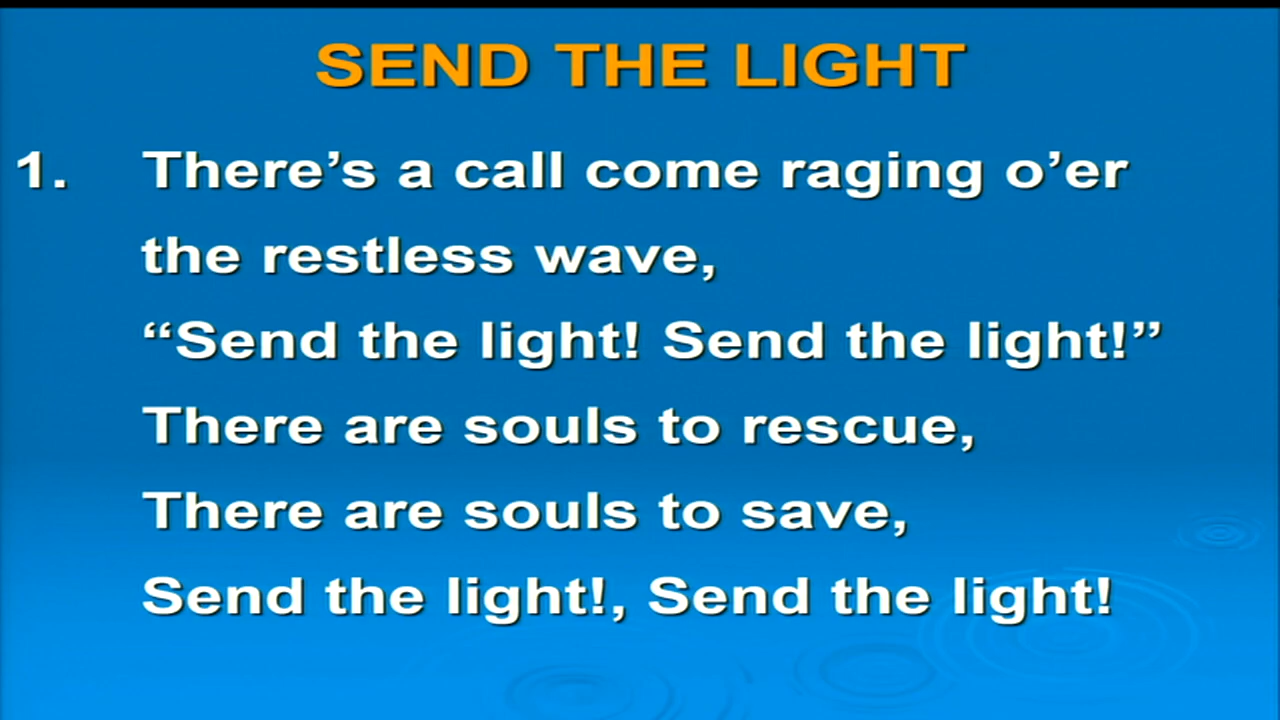 SEND THE LIGHT
1. There’s a call come raging o’er
the restless wave,
“Send the light! Send the light!”
There are souls to rescue,
There are souls to save,
Send the light!, Send the light!